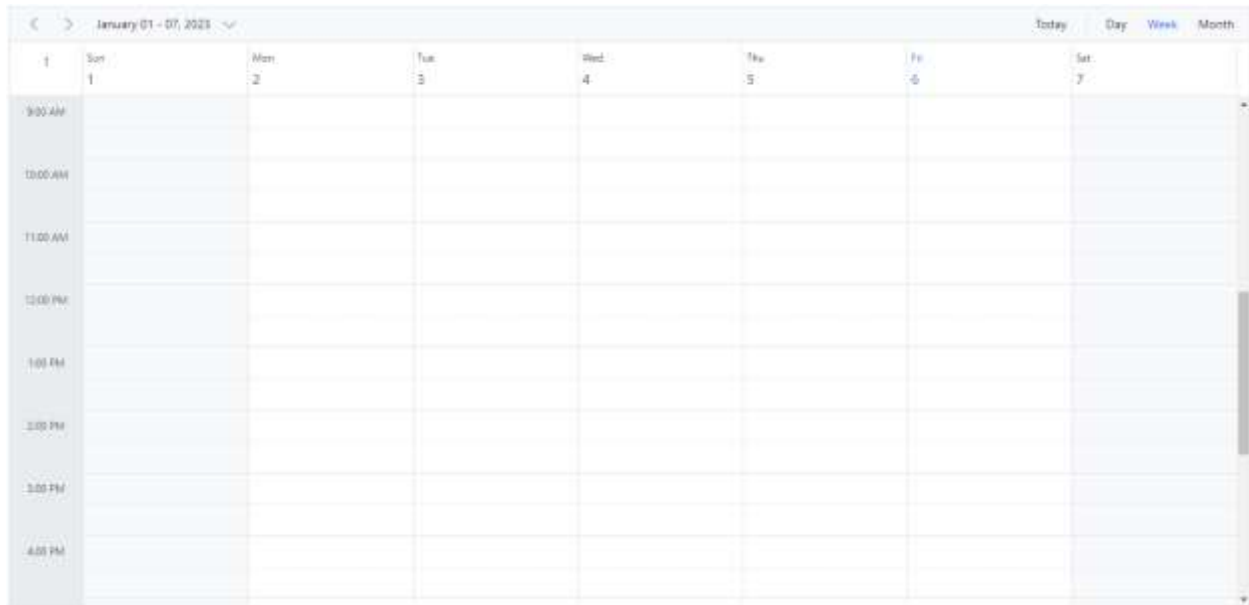 January 01 - 07, 2023 Today Day Week Month
1 Sun Mon Tue Wed Thu Fri Sat
1 2 3 4 5 6 7
9:00 AM
10:00 AM
11:00 AM
12:00 PM
1:00 PM
2:00 PM
3:00 PM
4:00 PM